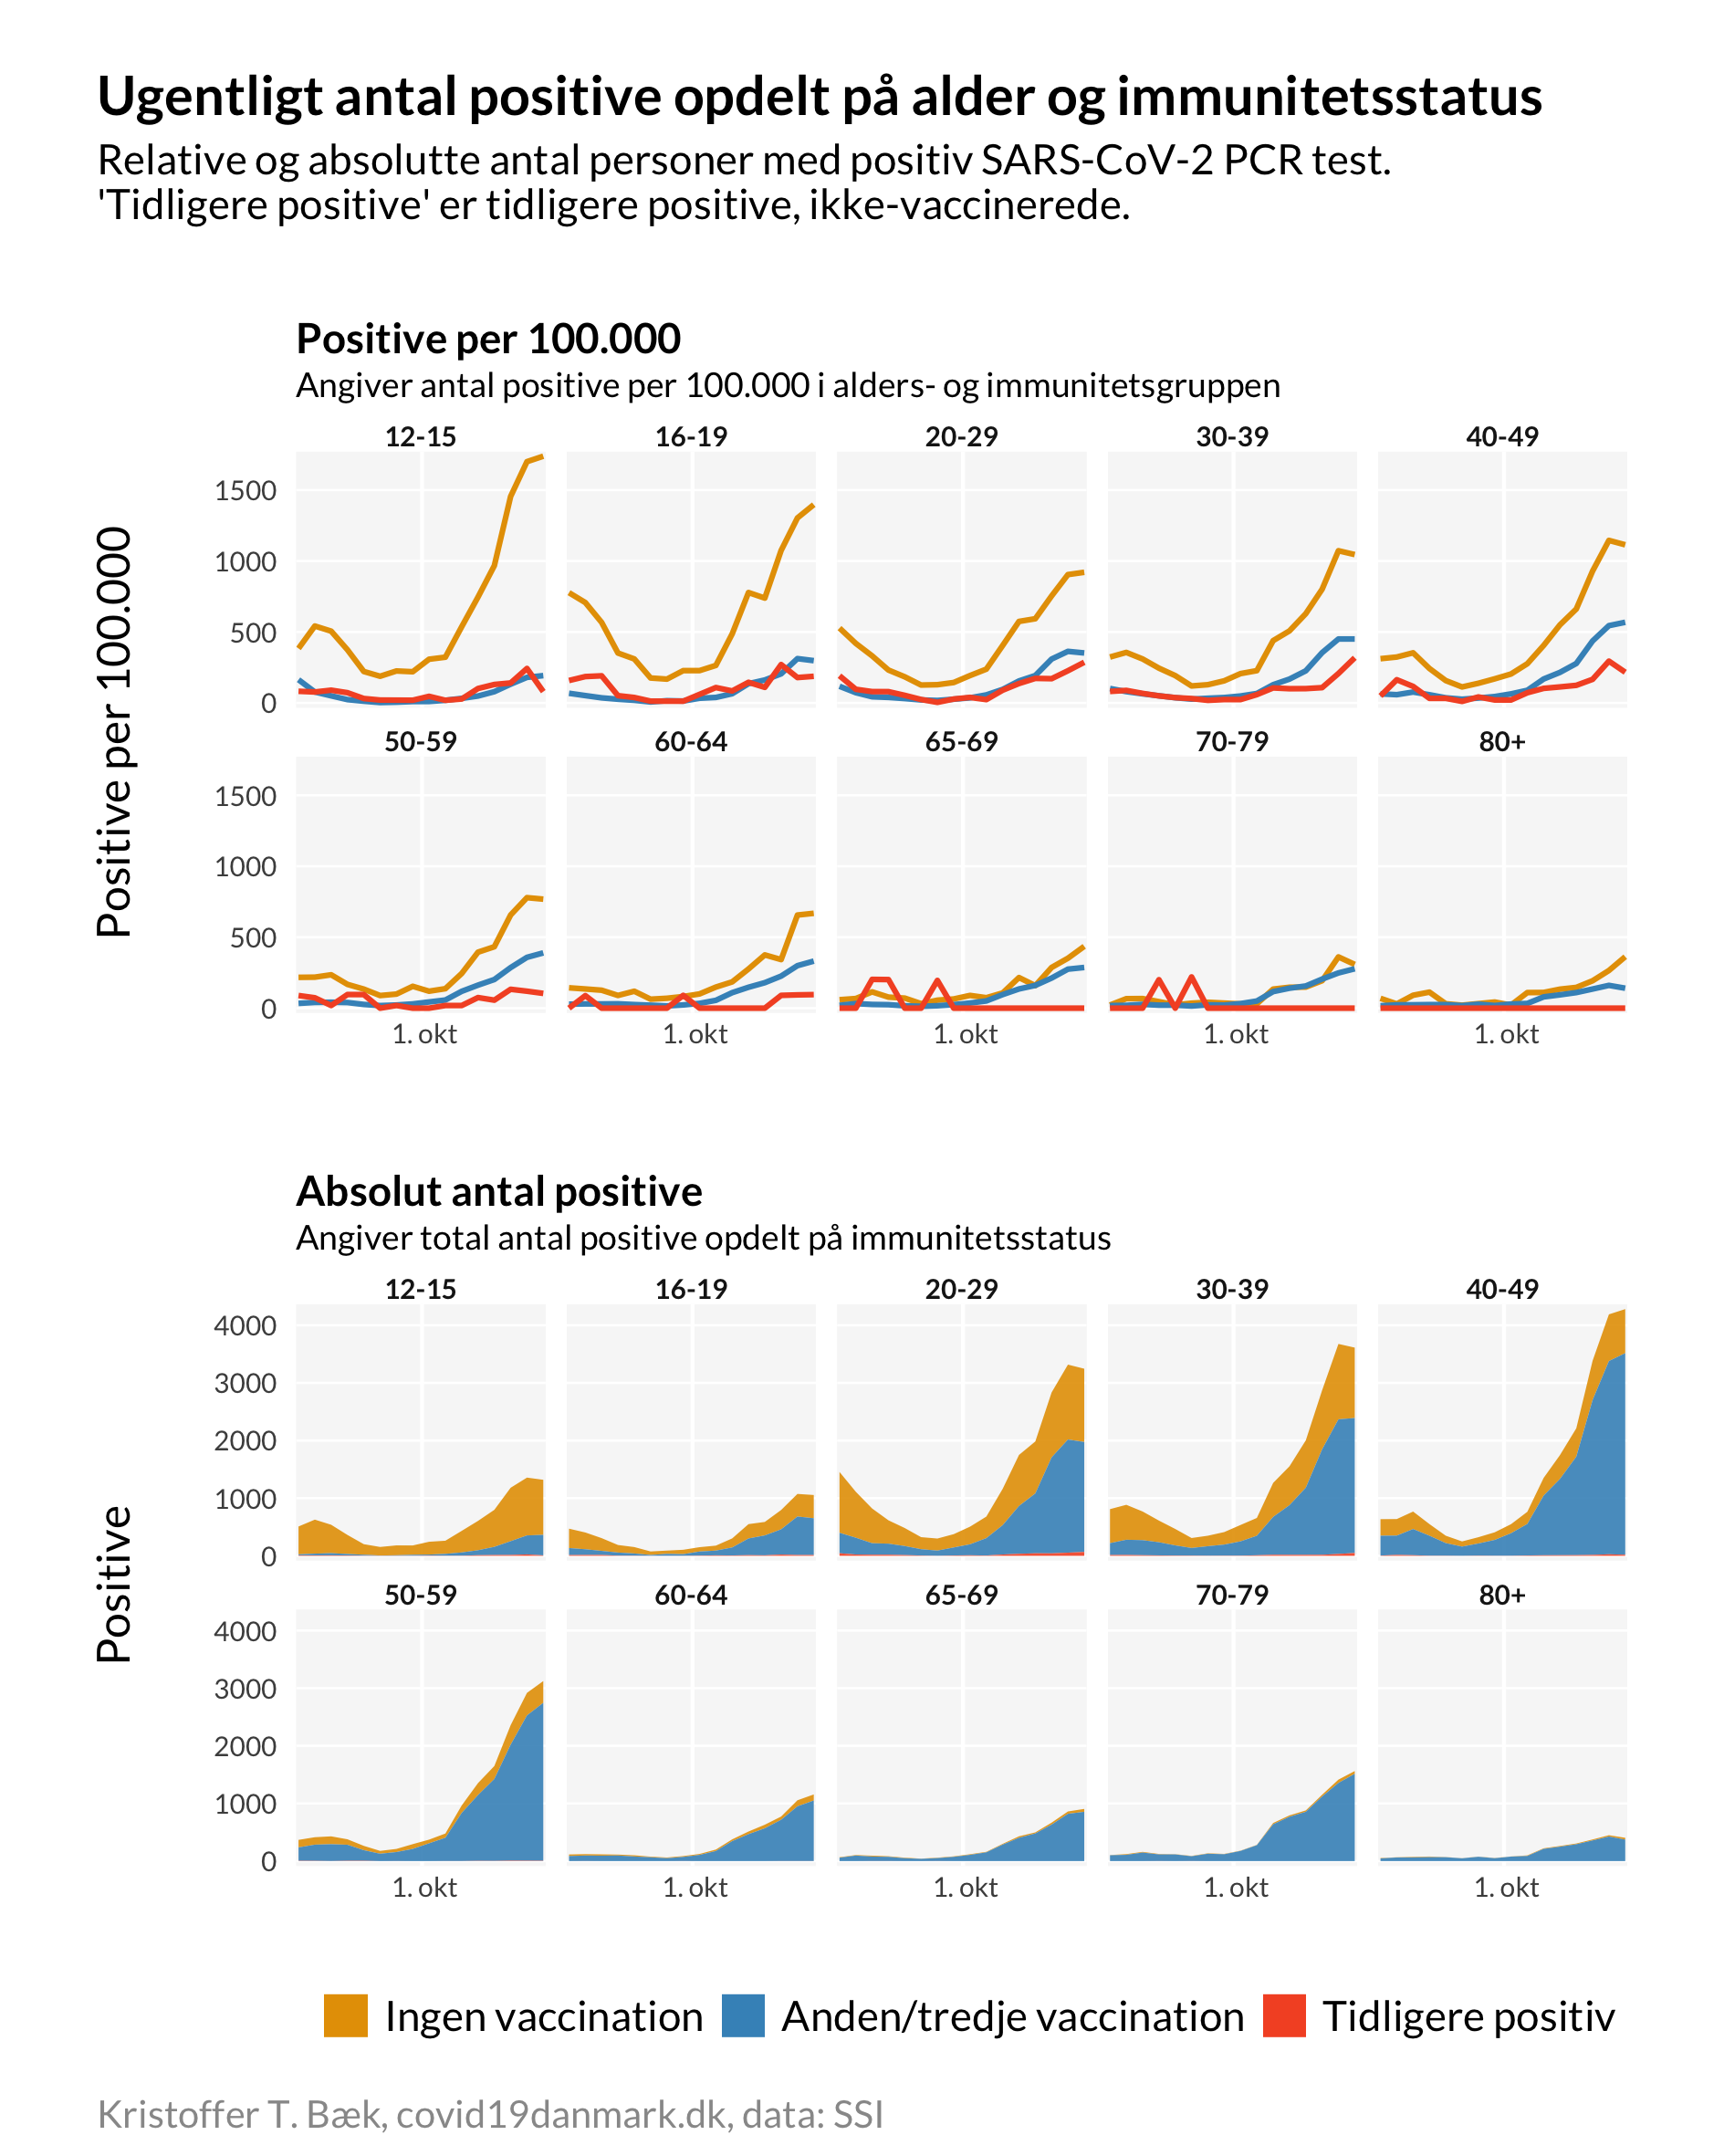 Ugentligt antal positive opdelt på alder og immunitetsstatus
Relative og absolutte antal personer med positiv SARS-CoV-2 PCR test.
'Tidligere positive' er tidligere positive, ikke-vaccinerede.
Positive per 100.000
Angiver antal positive per 100.000 i alders- og immunitetsgruppen
12-15 16-19 20-29 30-39 40-49
1500
1000
500
0
Positive per 100.000
50-59 60-64 65-69 70-79 80+
1500
1000
500
0
1. okt 1. okt 1. okt 1. okt 1. okt
Absolut antal positive
Angiver total antal positive opdelt på immunitetsstatus
12-15 16-19 20-29 30-39 40-49
4000
3000
2000
1000
0
Positive
50-59 60-64 65-69 70-79 80+
4000
3000
2000
1000
0
1. okt 1. okt 1. okt 1. okt 1. okt
Ingen vaccination Anden/tredje vaccination Tidligere positiv
Kristoffer T. Bæk, covid19danmark.dk, data: SSI